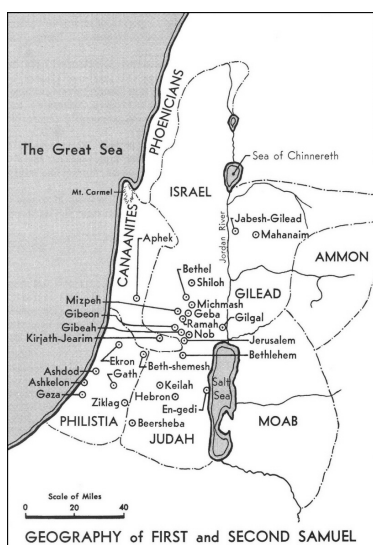 PHOENICIANS
The Great Sea
Sea of Chinnereth
Mt. Carmel
ISRAEL
CANAANITES
Jordan River
Jabesh-Gilead
Mahanaim
Aphek
AMMON
Bethel
Shiloh
GILEAD
Mizpeh
Michmash
Gibeon
Geba
Ramah
Gilgal
Gibeah
Nob
Kirjath-Jearim
Jerusalem
Ekron
Beth-shemesh
Bethlehem
Ashdod
Gath
Ashkelon
Keilah
Salt
Sea
Gaza
Hebron
Ziklag
En-gedi
PHILISTIA
Beersheba
MOAB
JUDAH
Scale of Miles
0 40
GEOGRAPHY of FIRST and SECOND SAMUEL